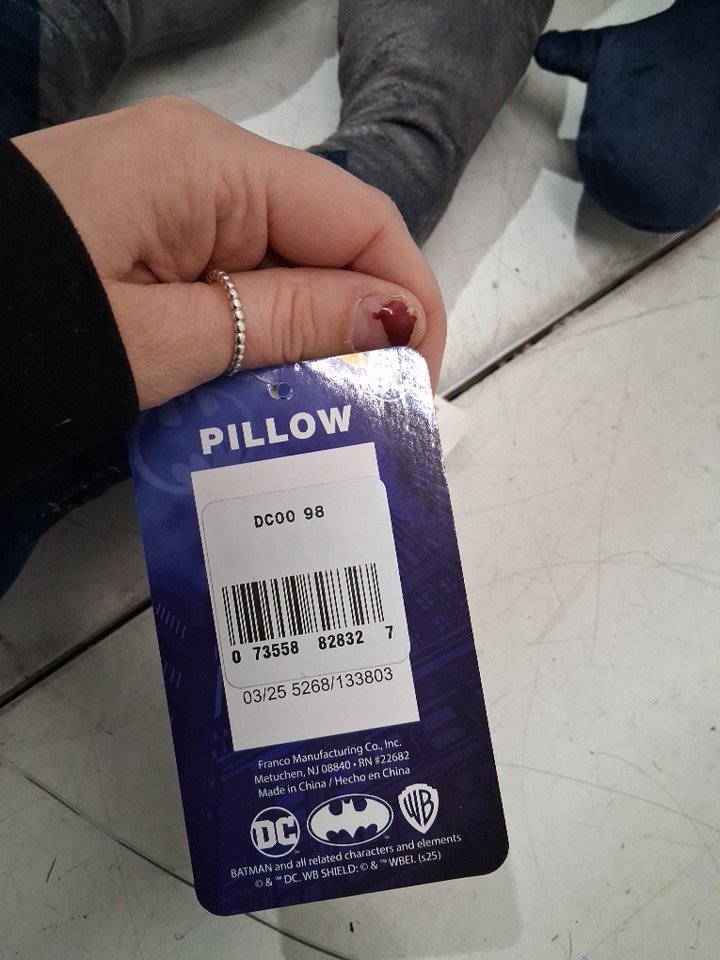 PILLOW
DC00 98
0 73558 82832 7
03/25 5268/133803
Franco Manufacturing Co., Inc.
Metuchen, NJ 08840 • RN #22682
Made in China / Hecho en China
DC WB
BATMAN and all related characters and elements
© & ™ DC. WB SHIELD: © & ™ WBEI. (s25)